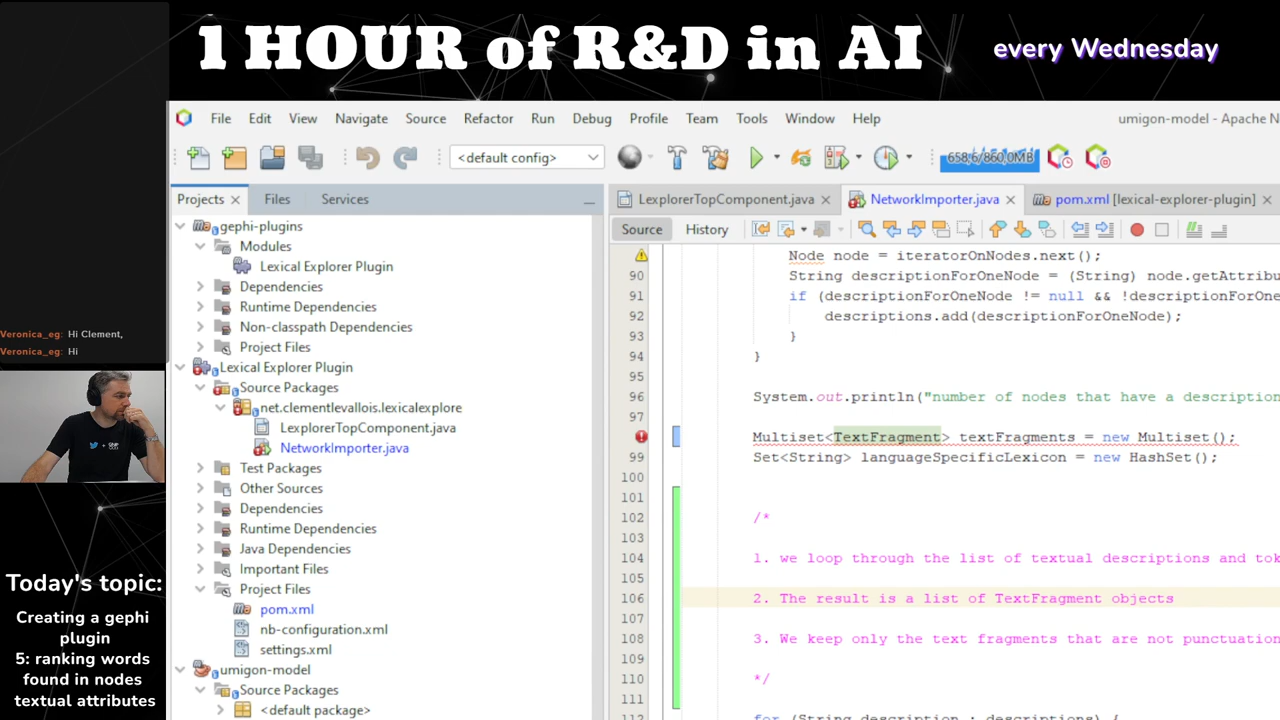 1 HOUR of R&D in AI
every Wednesday
File Edit View Navigate Source Refactor Run Debug Profile Team Tools Window Help
umigon-model - Apache N
<default config>
658,6/860,0MB
Projects Files Services
gephi-plugins
Modules
Lexical Explorer Plugin
Dependencies
Runtime Dependencies
Non-classpath Dependencies
Project Files
Lexical Explorer Plugin
Source Packages
net.clementlevallois.lexicalexplore
LexplorerTopComponent.java
NetworkImporter.java
Test Packages
Other Sources
Dependencies
Runtime Dependencies
Java Dependencies
Important Files
Project Files
pom.xml
nb-configuration.xml
settings.xml
umigon-model
Source Packages
<default package>
LexplorerTopComponent.java NetworkImporter.java pom.xml [lexical-explorer-plugin]
Source History
Node node = iteratorOnNodes.next();
90 String descriptionForOneNode = (String) node.getAttribu
91 if (descriptionForOneNode != null && !descriptionForOne
92 descriptions.add(descriptionForOneNode);
93 }
94 }
95
96 System.out.println("number of nodes that have a description
97
Multiset<TextFragment> textFragments = new Multiset();
99 Set<String> languageSpecificLexicon = new HashSet();
100
101
102 /*
103
104 1. we loop through the list of textual descriptions and tok
105
106 2. The result is a list of TextFragment objects
107
108 3. We keep only the text fragments that are not punctuation
109
110 */
111
112 for (String description : descriptions) {
Veronica_eg: Hi Clement,
Veronica_eg: Hi
Today's topic:
Creating a gephi
plugin
5: ranking words
found in nodes
textual attributes